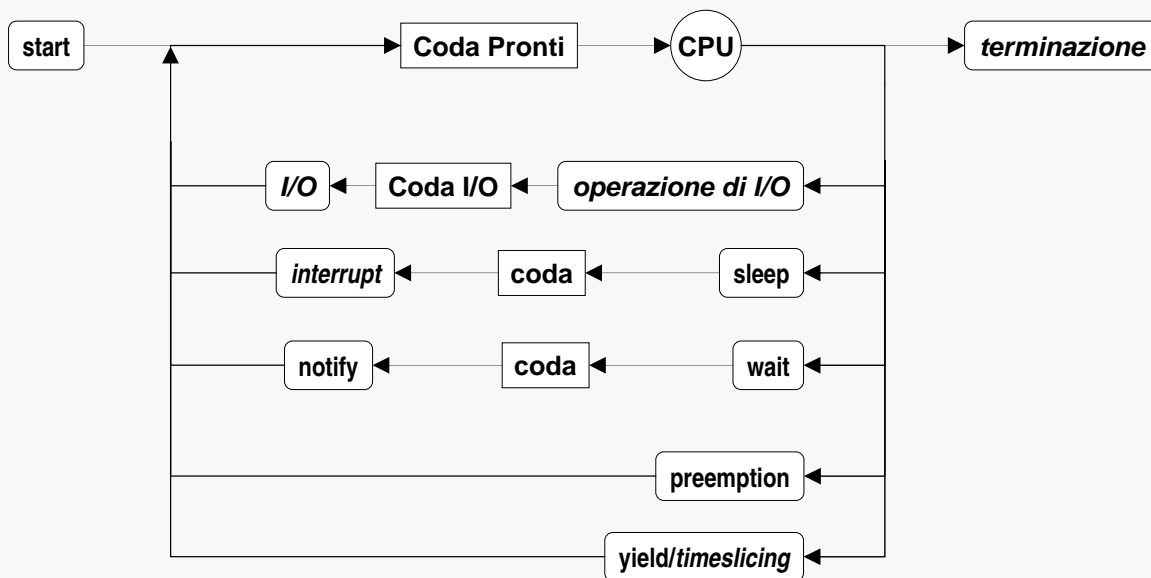 start
Coda Pronti
CPU
terminazione
I/O
Coda I/O
operazione di I/O
interrupt
coda
sleep
notify
coda
wait
preemption
yield/timeslicing